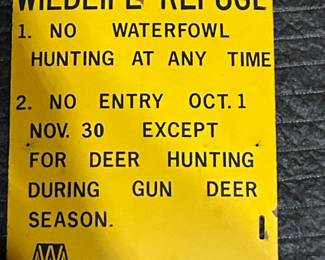 WILDLIFE REFUGE
1. NO WATERFOWL
HUNTING AT ANY TIME
2. NO ENTRY OCT. 1
NOV. 30 EXCEPT
FOR DEER HUNTING
DURING GUN DEER
SEASON.